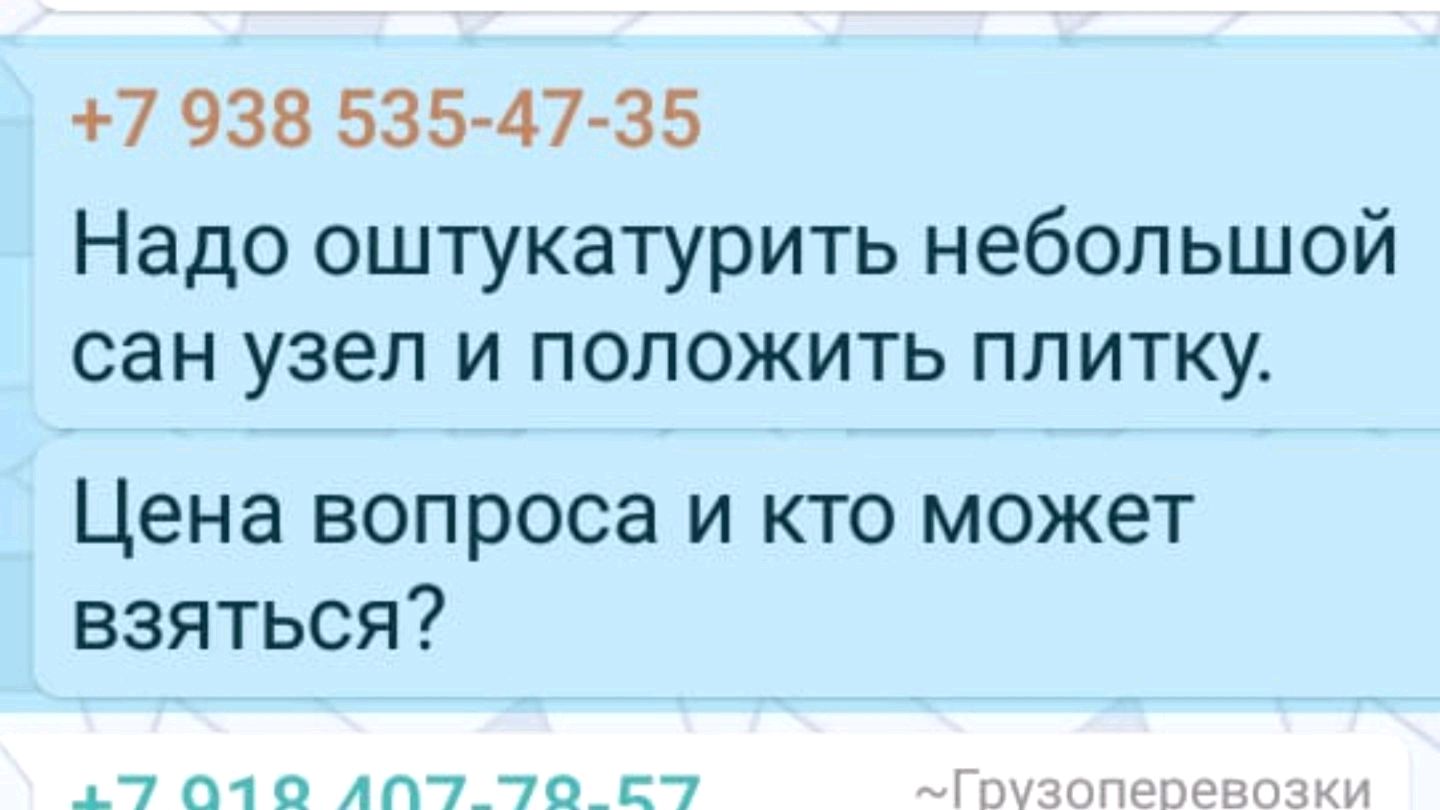 +7 938 535-47-35
Надо оштукатурить небольшой
сан узел и положить плитку.
Цена вопроса и кто может
взяться?
+7 918 407-78-57 ~Грузоперевозки